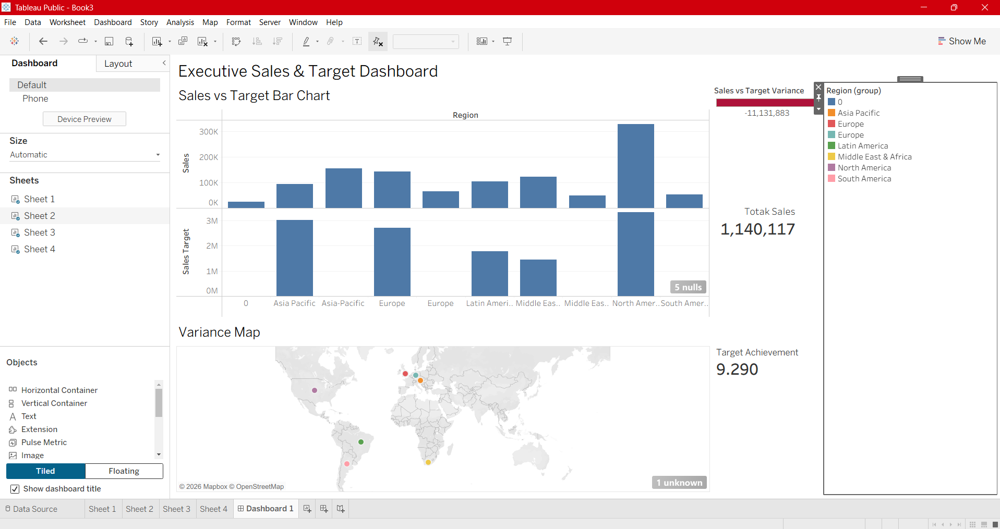 Tableau Public - Book3
File Data Worksheet Dashboard Story Analysis Map Format Server Window Help
Show Me
Dashboard
Layout
Default
Phone
Device Preview
Size
Automatic
Sheets
Sheet 1
Sheet 2
Sheet 3
Sheet 4
Objects
Horizontal Container
Vertical Container
Text
Extension
Pulse Metric
Image
Tiled
Floating
Show dashboard title
Executive Sales & Target Dashboard
Sales vs Target Bar Chart
Region
Sales
300K
200K
100K
0K
Sales Target
3M
2M
1M
0M
5 nulls
0 Asia Pacific Asia-Pacific Europe Europe Latin Ameri.. Middle Eas.. Middle Eas.. North Amer.. South Amer..
Sales vs Target Variance
-11,131,883
Totak Sales
1,140,117
Region (group)
0
Asia Pacific
Europe
Europe
Latin America
Middle East & Africa
North America
South America
Variance Map
© 2026 Mapbox © OpenStreetMap
1 unknown
Target Achievement
9.290
Data Source Sheet 1 Sheet 2 Sheet 3 Sheet 4 Dashboard 1